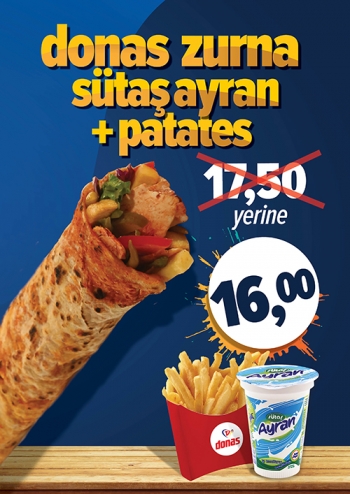 donas zurna
sütaş ayran
+ patates
17,50
yerine
16,00
donas
sütaş
Ayran